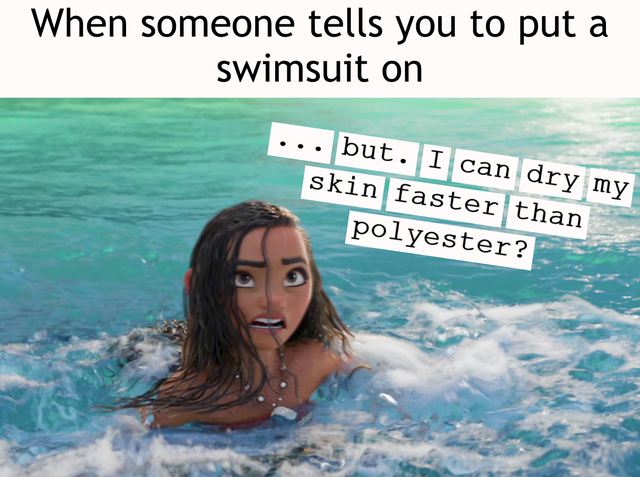 When someone tells you to put a
swimsuit on
... but. I can dry my
skin faster than
polyester?